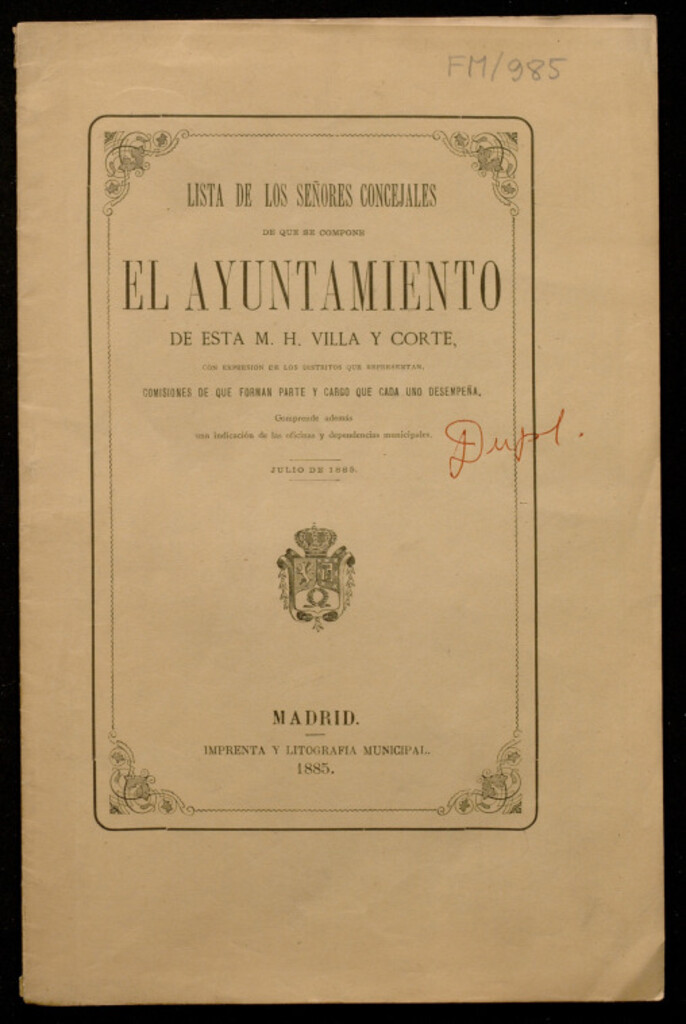 FM/985
LISTA DE LOS SEÑORES CONCEJALES
DE QUE SE COMPONE
EL AYUNTAMIENTO
DE ESTA M. H. VILLA Y CORTE,
CON EXPRESION DE LOS DISTRITOS QUE REPRESENTAN,
COMISIONES DE QUE FORMAN PARTE Y CARGO QUE CADA UNO DESEMPEÑA.
Comprende además
una indicación de las oficinas y dependencias municipales.
Dupl.
JULIO DE 1885.
MADRID.
IMPRENTA Y LITOGRAFÍA MUNICIPAL.
1885.